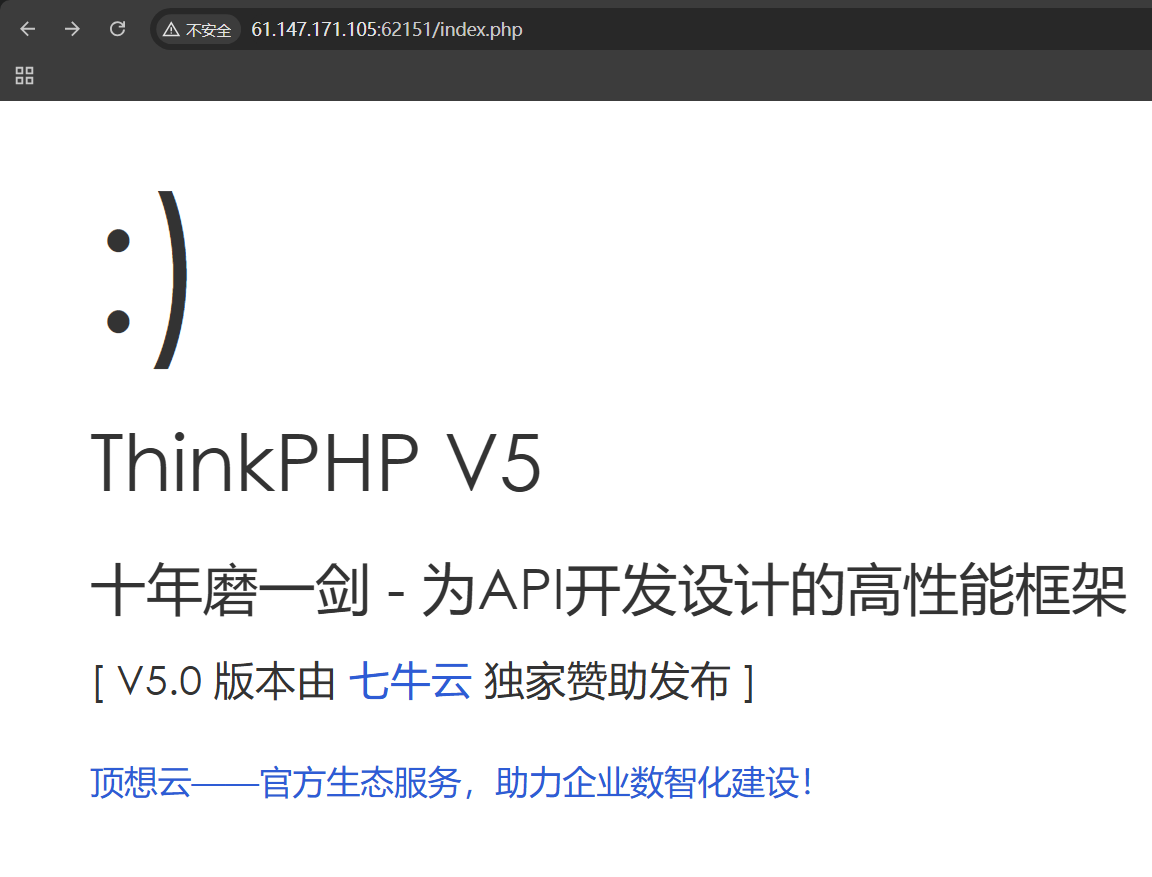 不安全 61.147.171.105:62151/index.php
:)
ThinkPHP V5
十年磨一剑 - 为API开发设计的高性能框架
[ V5.0 版本由 七牛云 独家赞助发布 ]
顶想云——官方生态服务，助力企业数智化建设！